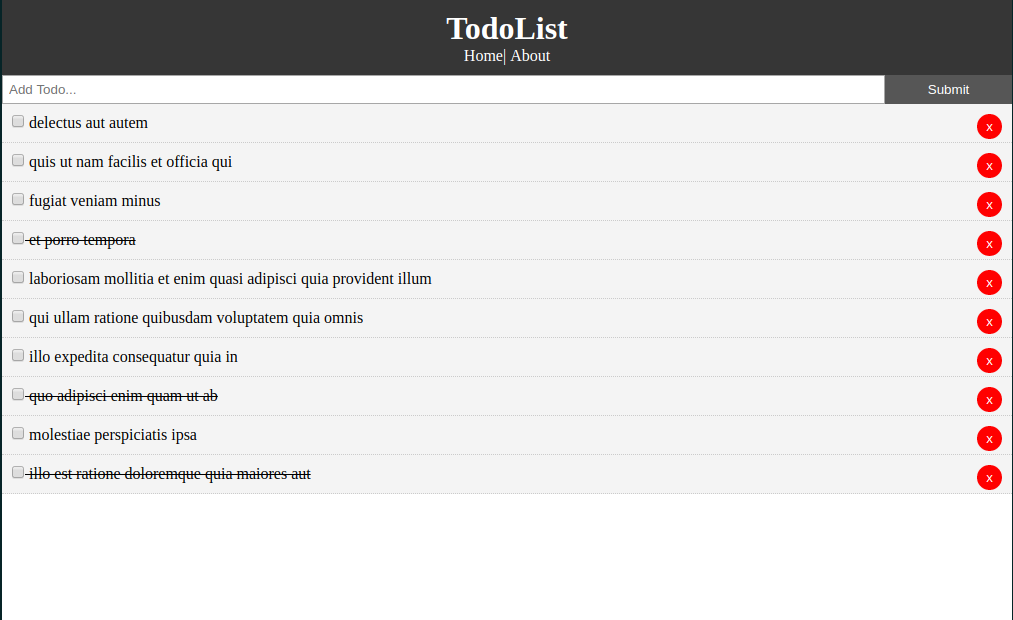 TodoList
Home| About
Add Todo... Submit
delectus aut autem x
quis ut nam facilis et officia qui x
fugiat veniam minus x
et porro tempora x
laboriosam mollitia et enim quasi adipisci quia provident illum x
qui ullam ratione quibusdam voluptatem quia omnis x
illo expedita consequatur quia in x
quo adipisci enim quam ut ab x
molestiae perspiciatis ipsa x
illo est ratione doloremque quia maiores aut x